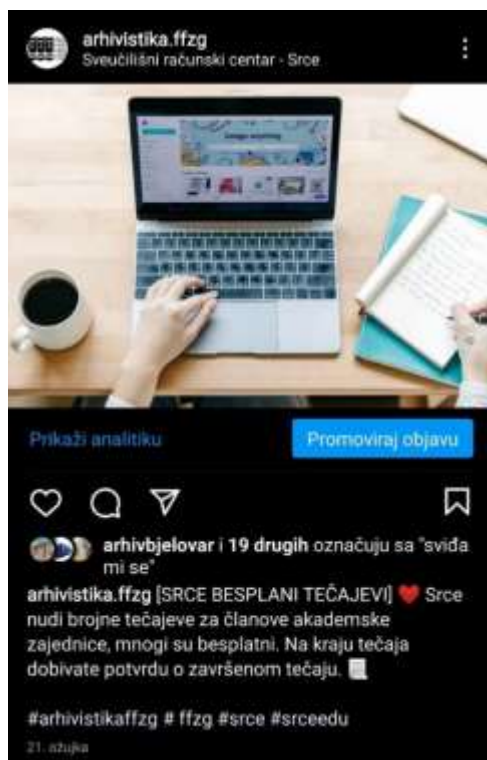 arhivistika.ffzg
Sveučilišni računski centar - Srce
Prikaži analitiku
Promoviraj objavu
arhivbjelovar i 19 drugih označuju sa "sviđa
mi se"
arhivistika.ffzg [SRCE BESPLANI TEČAJEVI] ❤️ Srce
nudi brojne tečajeve za članove akademske
zajednice, mnogi su besplatni. Na kraju tečaja
dobivate potvrdu o završenom tečaju. 📃
#arhivistikaffzg # ffzg #srce #srceedu
21. ožujka